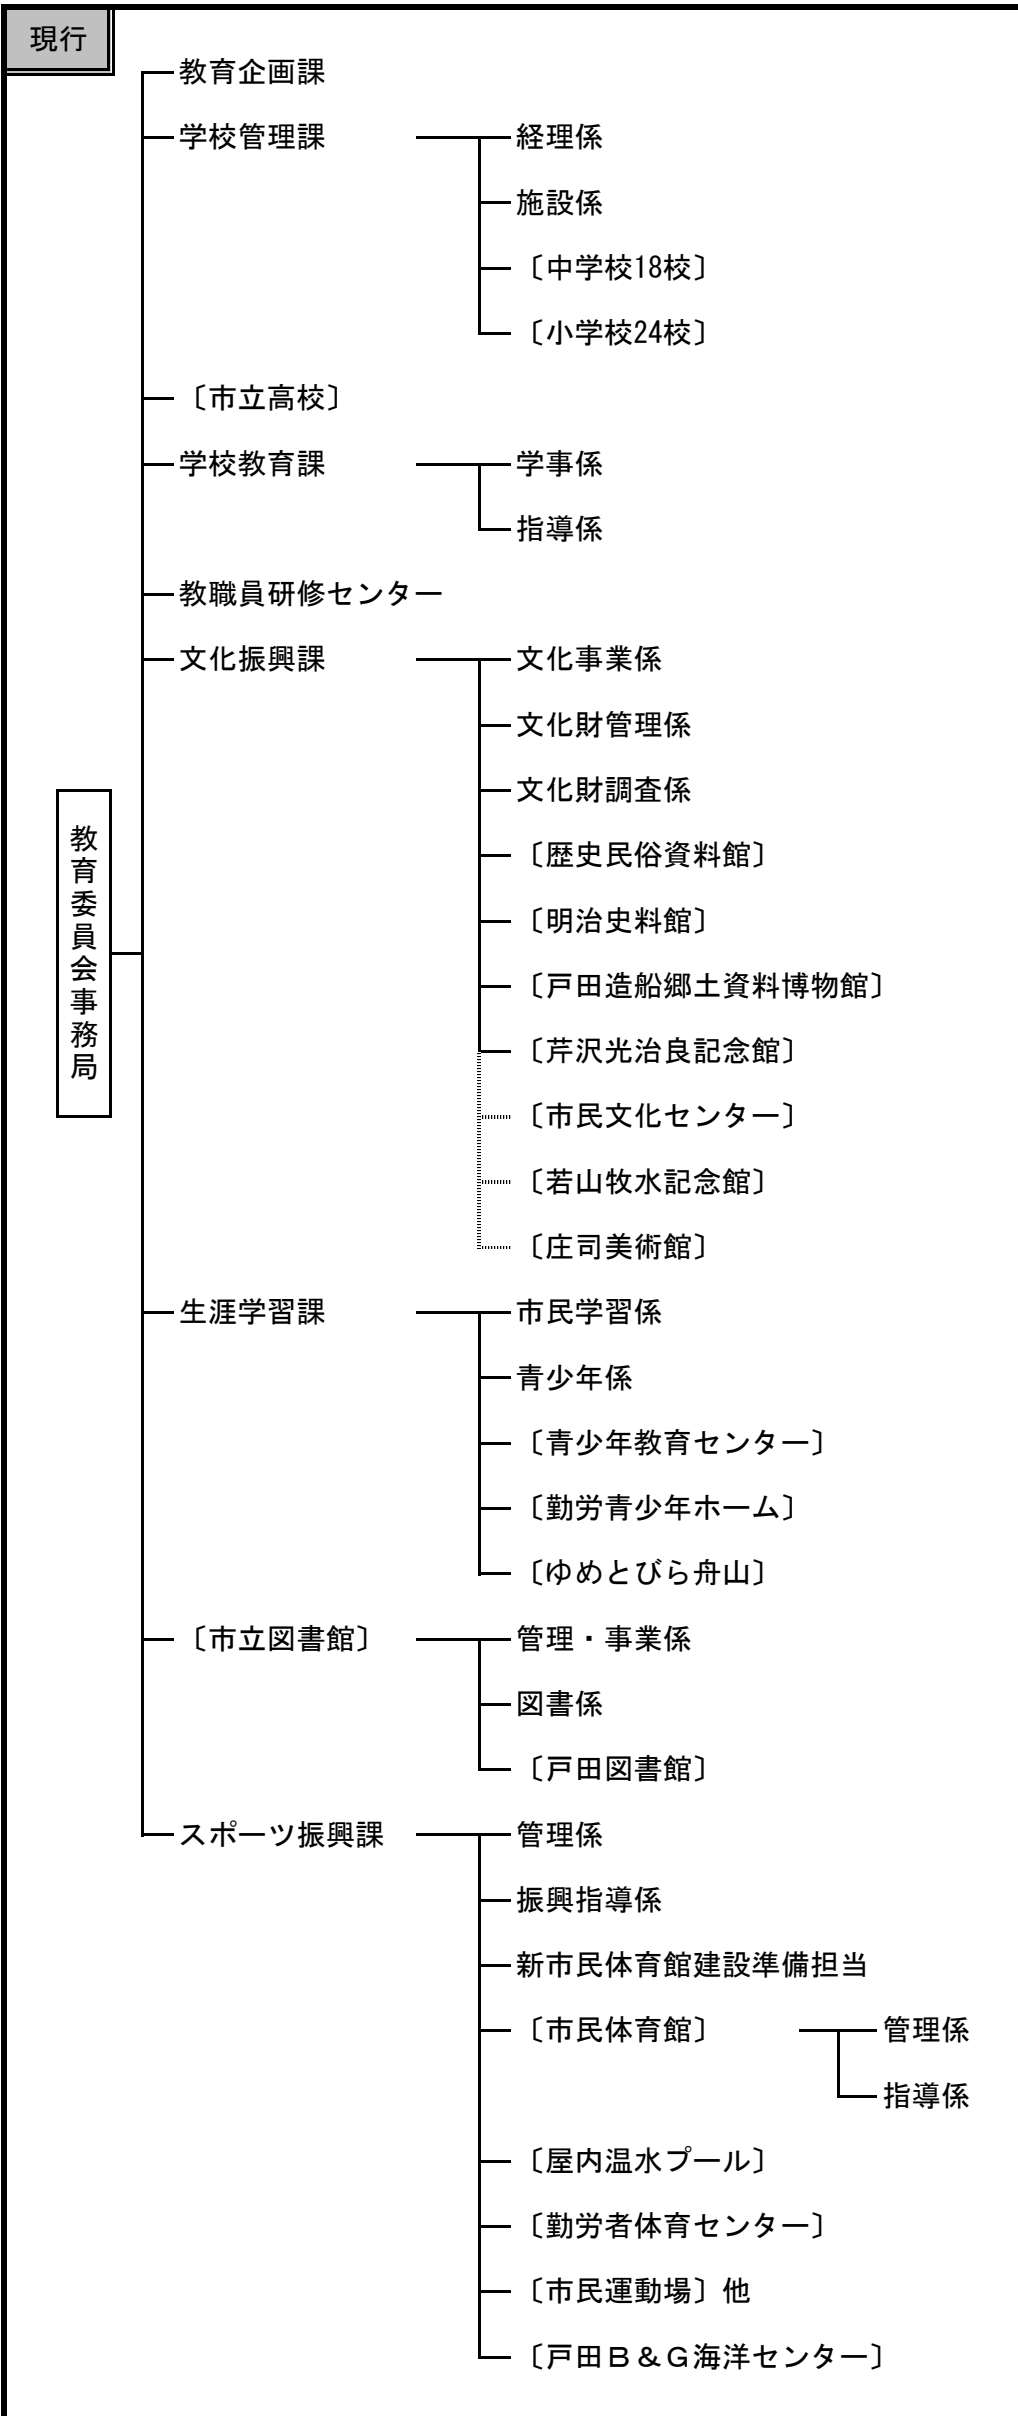 現行
教育企画課
学校管理課 経理係
施設係
〔中学校18校〕
〔小学校24校〕
〔市立高校〕
学校教育課 学事係
指導係
教職員研修センター
文化振興課 文化事業係
文化財管理係
文化財調査係
教育委員会事務局
〔歴史民俗資料館〕
〔明治史料館〕
〔戸田造船郷土資料博物館〕
〔芹沢光治良記念館〕
〔市民文化センター〕
〔若山牧水記念館〕
〔庄司美術館〕
生涯学習課 市民学習係
青少年係
〔青少年教育センター〕
〔勤労青少年ホーム〕
〔ゆめとびら舟山〕
〔市立図書館〕 管理・事業係
図書係
〔戸田図書館〕
スポーツ振興課 管理係
振興指導係
新市民体育館建設準備担当
〔市民体育館〕 管理係
指導係
〔屋内温水プール〕
〔勤労者体育センター〕
〔市民運動場〕他
〔戸田Ｂ＆Ｇ海洋センター〕